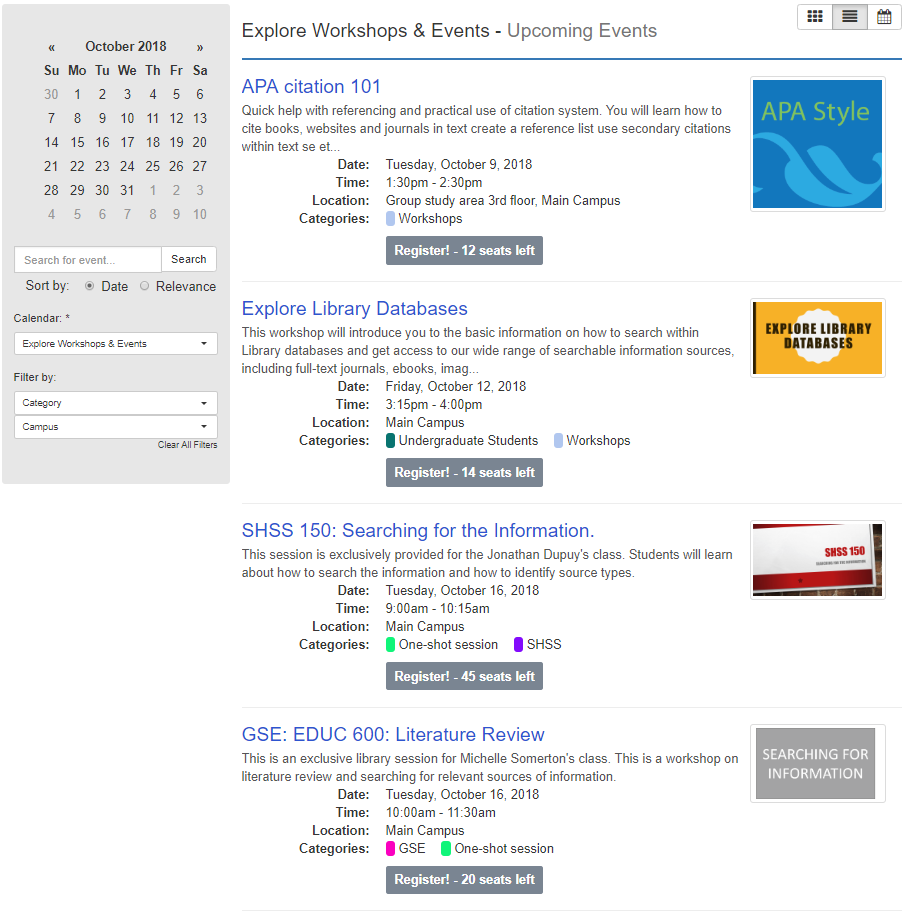 « October 2018 »
Su Mo Tu We Th Fr Sa
30 1 2 3 4 5 6
7 8 9 10 11 12 13
14 15 16 17 18 19 20
21 22 23 24 25 26 27
28 29 30 31 1 2 3
4 5 6 7 8 9 10
Search for event... Search
Sort by: Date Relevance
Calendar: *
Explore Workshops & Events
Filter by:
Category
Campus
Clear All Filters
Explore Workshops & Events - Upcoming Events
APA citation 101
Quick help with referencing and practical use of citation system. You will learn how to
cite books, websites and journals in text create a reference list use secondary citations
within text se et...
Date: Tuesday, October 9, 2018
Time: 1:30pm - 2:30pm
Location: Group study area 3rd floor, Main Campus
Categories: Workshops
Register! - 12 seats left
APA Style
Explore Library Databases
This workshop will introduce you to the basic information on how to search within
Library databases and get access to our wide range of searchable information sources,
including full-text journals, ebooks, imag...
Date: Friday, October 12, 2018
Time: 3:15pm - 4:00pm
Location: Main Campus
Categories: Undergraduate Students Workshops
Register! - 14 seats left
EXPLORE LIBRARY
DATABASES
SHSS 150: Searching for the Information.
This session is exclusively provided for the Jonathan Dupuy's class. Students will learn
about how to search the information and how to identify source types.
Date: Tuesday, October 16, 2018
Time: 9:00am - 10:15am
Location: Main Campus
Categories: One-shot session SHSS
Register! - 45 seats left
SHSS 150
SEARCHING FOR THE INFORMATION
GSE: EDUC 600: Literature Review
This is an exclusive library session for Michelle Somerton's class. This is a workshop on
literature review and searching for relevant sources of information.
Date: Tuesday, October 16, 2018
Time: 10:00am - 11:30am
Location: Main Campus
Categories: GSE One-shot session
Register! - 20 seats left
SEARCHING FOR
INFORMATION